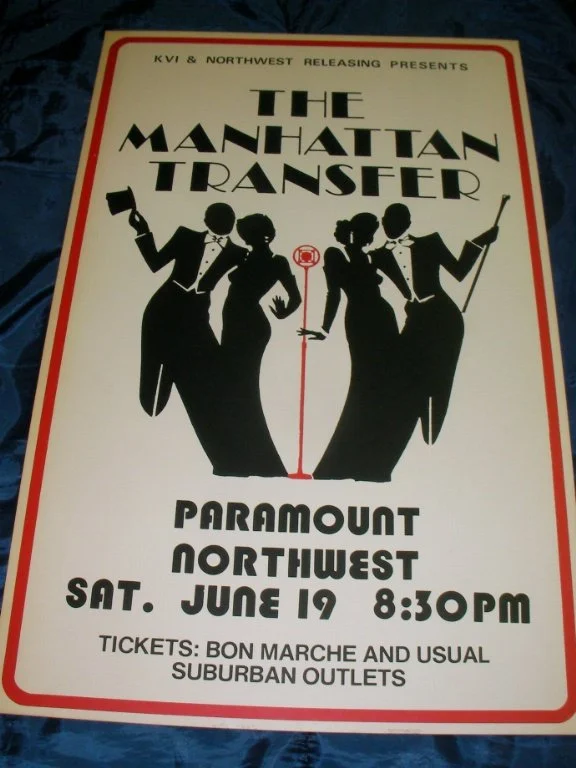 KVI & NORTHWEST RELEASING PRESENTS
THE
MANHATTAN
TRANSFER
PARAMOUNT
NORTHWEST
SAT. JUNE 19 8:30PM
TICKETS: BON MARCHE AND USUAL
SUBURBAN OUTLETS